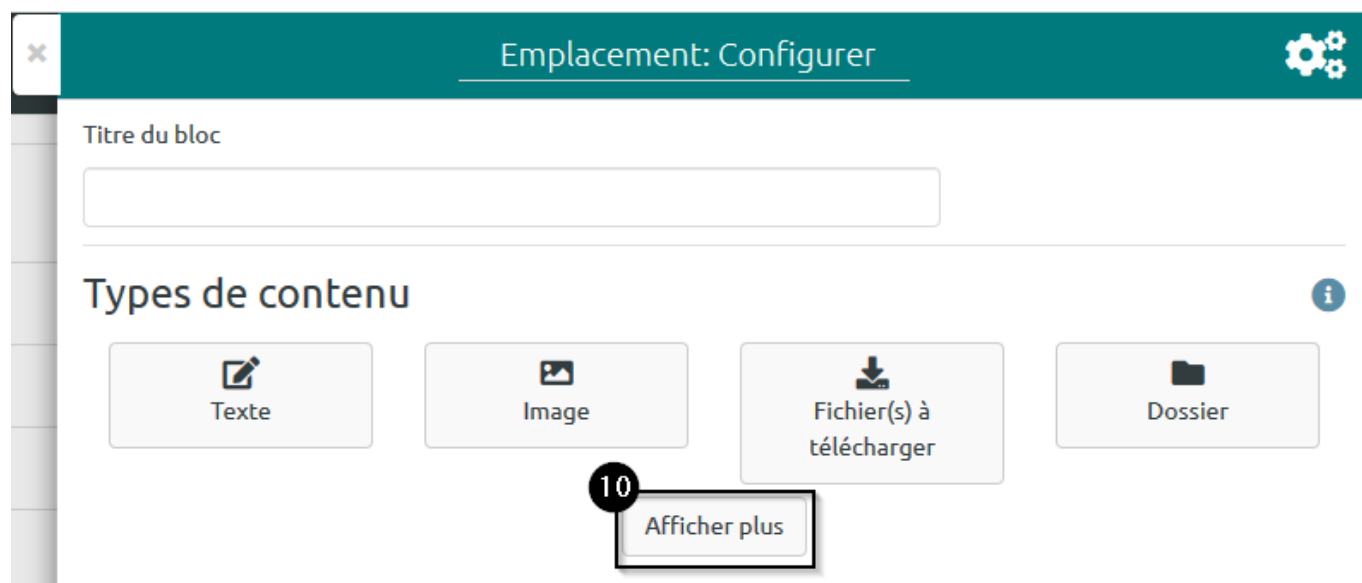 Emplacement: Configurer
Titre du bloc
Types de contenu
Texte
Image
Fichier(s) à
télécharger
Dossier
10
Afficher plus